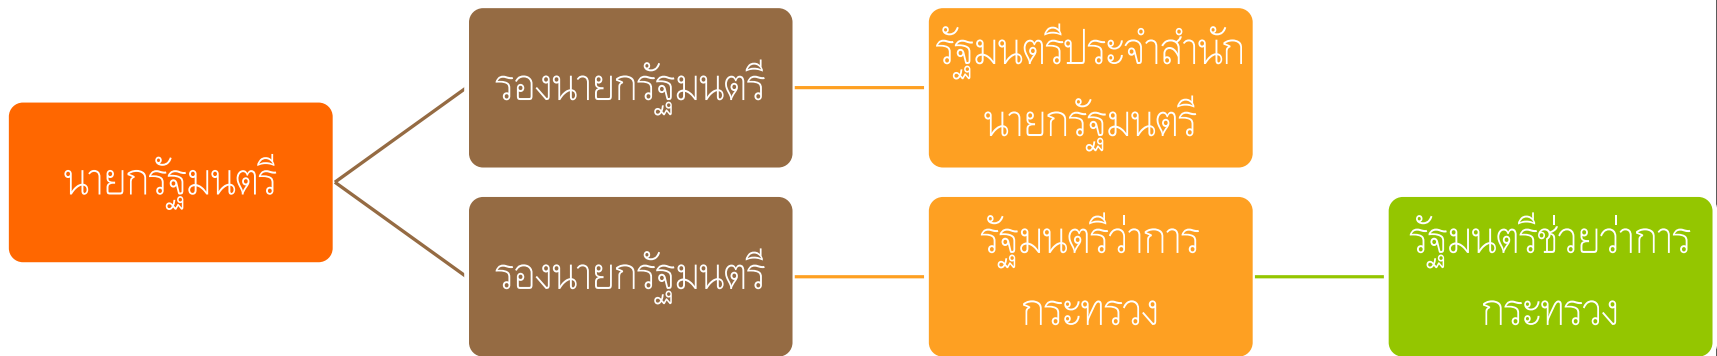 นายกรัฐมนตรี
รองนายกรัฐมนตรี
รัฐมนตรีประจำสำนัก
นายกรัฐมนตรี
รองนายกรัฐมนตรี
รัฐมนตรีว่าการ
กระทรวง
รัฐมนตรีช่วยว่าการ
กระทรวง